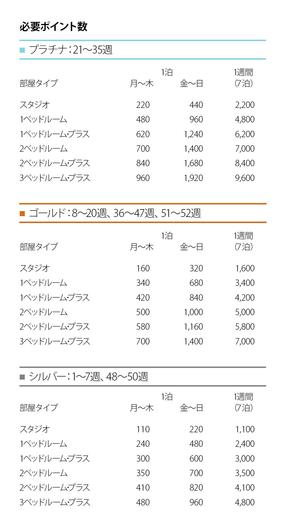 必要ポイント数
■ プラチナ：21〜35週
1泊 1週間
部屋タイプ 月〜木 金〜日 (7泊)
スタジオ 220 440 2,200
1ベッドルーム 480 960 4,800
1ベッドルーム・プラス 620 1,240 6,200
2ベッドルーム 700 1,400 7,000
2ベッドルーム・プラス 840 1,680 8,400
3ベッドルーム・プラス 960 1,920 9,600
■ ゴールド：8〜20週、36〜47週、51〜52週
1泊 1週間
部屋タイプ 月〜木 金〜日 (7泊)
スタジオ 160 320 1,600
1ベッドルーム 340 680 3,400
1ベッドルーム・プラス 420 840 4,200
2ベッドルーム 500 1,000 5,000
2ベッドルーム・プラス 580 1,160 5,800
3ベッドルーム・プラス 700 1,400 7,000
■ シルバー：1〜7週、48〜50週
1泊 1週間
部屋タイプ 月〜木 金〜日 (7泊)
スタジオ 110 220 1,100
1ベッドルーム 240 480 2,400
1ベッドルーム・プラス 300 600 3,000
2ベッドルーム 350 700 3,500
2ベッドルーム・プラス 410 820 4,100
3ベッドルーム・プラス 480 960 4,800